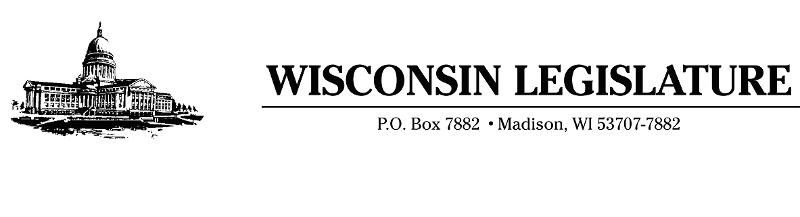 WISCONSIN LEGISLATURE
P.O. Box 7882 • Madison, WI 53707-7882